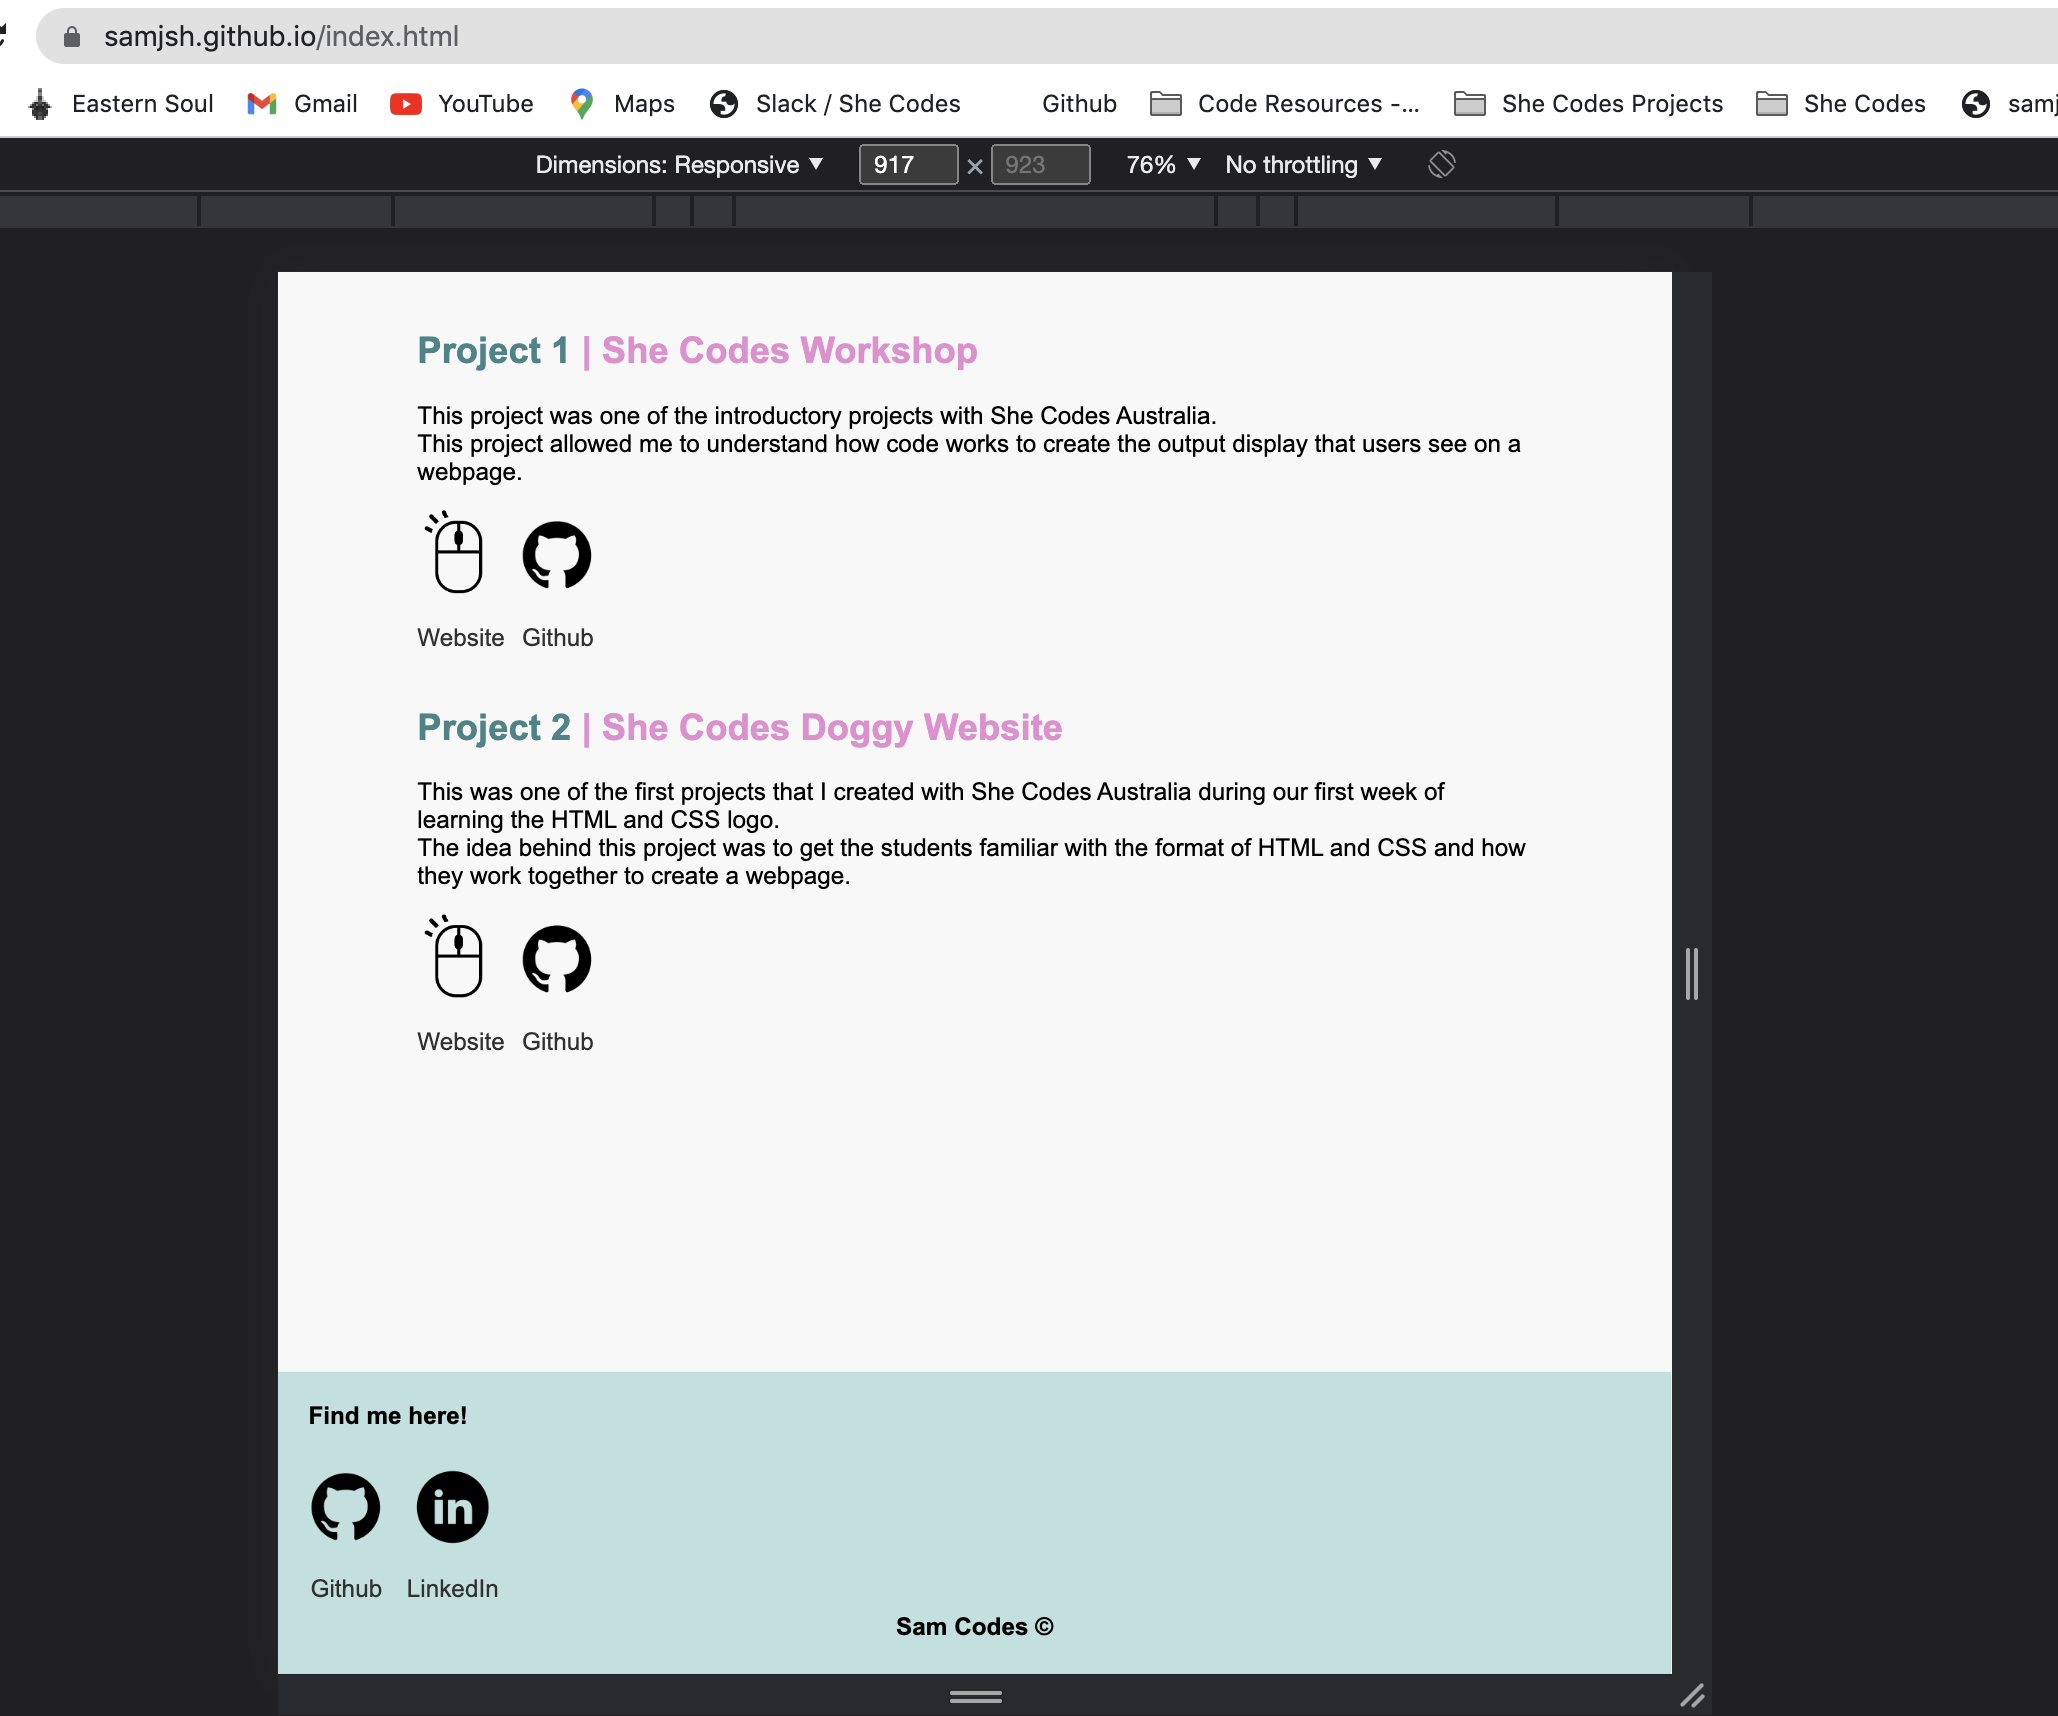 samjsh.github.io/index.html
Eastern Soul Gmail YouTube Maps Slack / She Codes Github Code Resources -... She Codes Projects She Codes samj
Dimensions: Responsive 917 × 923 76% No throttling
Project 1 | She Codes Workshop
This project was one of the introductory projects with She Codes Australia.
This project allowed me to understand how code works to create the output display that users see on a
webpage.
Website Github
Project 2 | She Codes Doggy Website
This was one of the first projects that I created with She Codes Australia during our first week of
learning the HTML and CSS logo.
The idea behind this project was to get the students familiar with the format of HTML and CSS and how
they work together to create a webpage.
Website Github
Find me here!
in
Github LinkedIn
Sam Codes ©